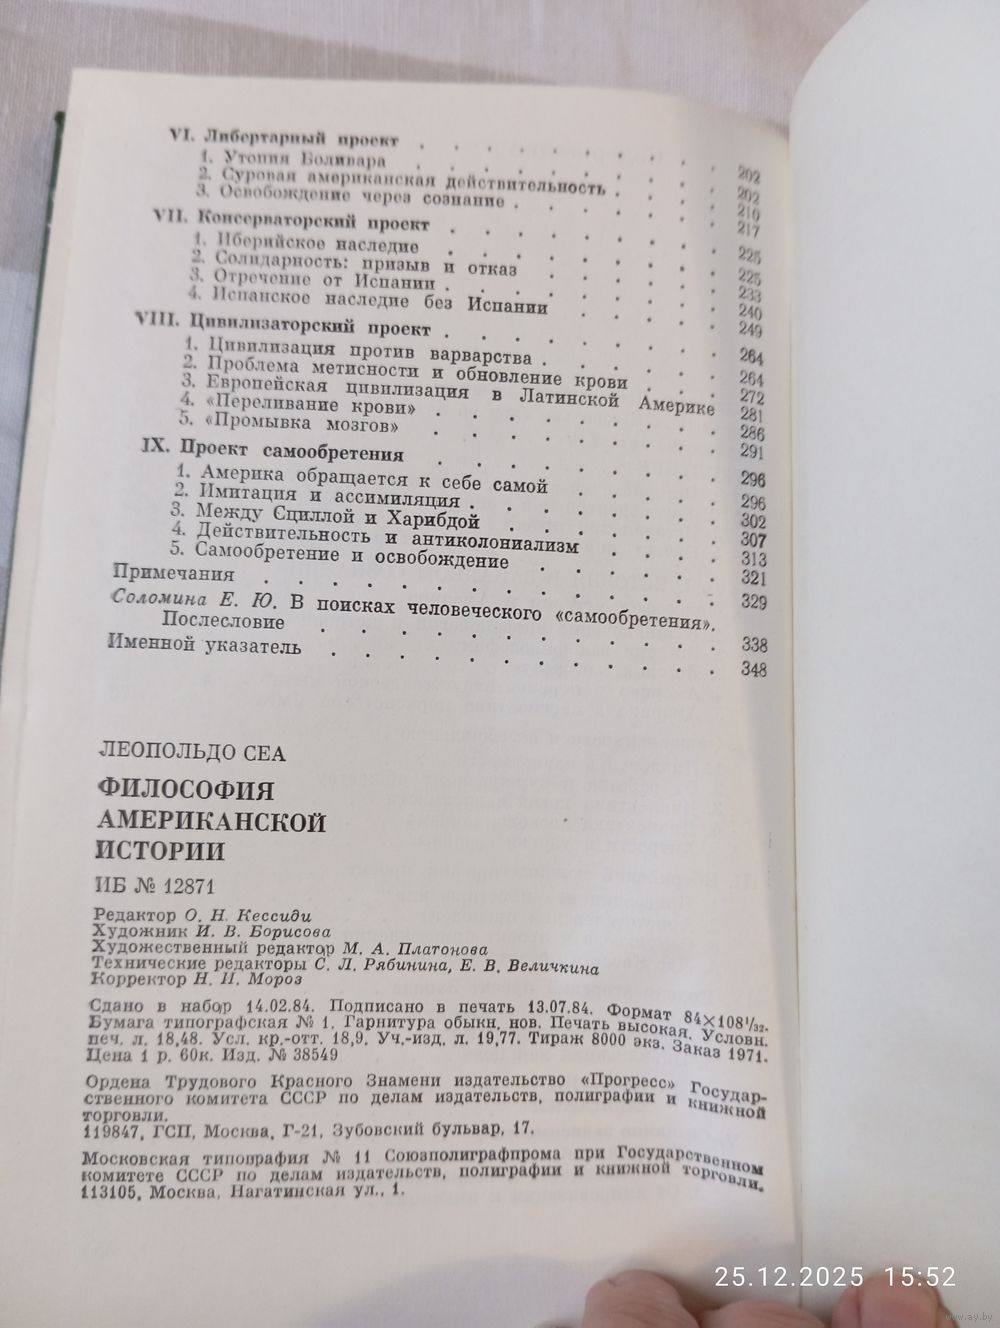 VI. Либертарный проект . . . . . . . . . 202
1. Утопия Боливара . . . . . . . . . 202
2. Суровая американская действительность . . . 210
3. Освобождение через сознание . . . . . . 217
VII. Консерваторский проект . . . . . . . . 225
1. Иберийское наследие . . . . . . . . 225
2. Солидарность: призыв и отказ . . . . . 233
3. Отречение от Испании . . . . . . . . 240
4. Испанское наследие без Испании . . . . . 249
VIII. Цивилизаторский проект . . . . . . . . 264
1. Цивилизация против варварства . . . . . 264
2. Проблема метисности и обновление крови . . . 272
3. Европейская цивилизация в Латинской Америке 281
4. «Переливание крови» . . . . . . . . 286
5. «Промывка мозгов» . . . . . . . . 291
IX. Проект самообретения . . . . . . . . 296
1. Америка обращается к себе самой . . . . . 296
2. Имитация и ассимиляция . . . . . . . 302
3. Между Сциллой и Харибдой . . . . . . 307
4. Действительность и антиколониализм . . . . 313
5. Самообретение и освобождение . . . . . 321
Примечания . . . . . . . . . . . . 329
Соломина Е. Ю. В поисках человеческого «самообретения».
Послесловие . . . . . . . . . . . 338
Именной указатель . . . . . . . . . . 348
ЛЕОПОЛЬДО СЕА
ФИЛОСОФИЯ
АМЕРИКАНСКОЙ
ИСТОРИИ
ИБ № 12871
Редактор О. Н. Кессиди
Художник И. В. Борисова
Художественный редактор М. А. Платонова
Технические редакторы С. Л. Рябинина, Е. В. Величкина
Корректор Н. И. Мороз
Сдано в набор 14.02.84. Подписано в печать 13.07.84. Формат 84×108¹/₃₂.
Бумага типографская № 1. Гарнитура обыкн. нов. Печать высокая. Условн.
печ. л. 18,48. Усл. кр.-отт. 18,9. Уч.-изд. л. 19,77. Тираж 8000 экз. Заказ 1971.
Цена 1 р. 60к. Изд. № 38549
Ордена Трудового Красного Знамени издательство «Прогресс» Государ-
ственного комитета СССР по делам издательств, полиграфии и книжной
торговли.
119847, ГСП, Москва, Г-21, Зубовский бульвар, 17.
Московская типография № 11 Союзполиграфпрома при Государственном
комитете СССР по делам издательств, полиграфии и книжной торговли.
113105, Москва, Нагатинская ул., 1.
25.12.2025 15:52
www.ay.by